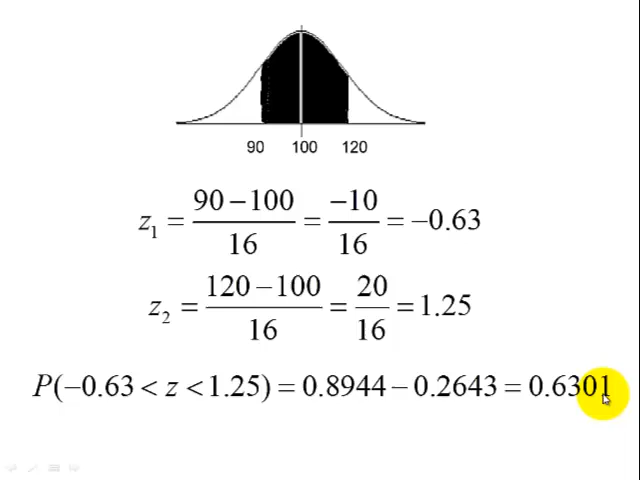 90 100 120
z₁ = (90 − 100)/16 = −10/16 = −0.63
z₂ = (120 − 100)/16 = 20/16 = 1.25
P(−0.63 < z < 1.25) = 0.8944 − 0.2643 = 0.6301